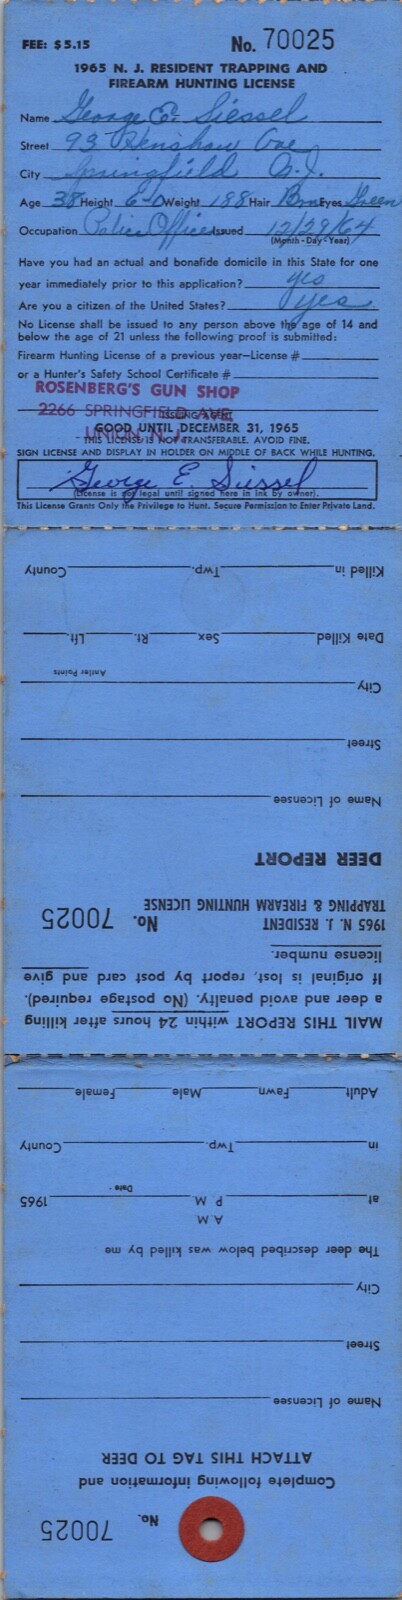 FEE: $5.15 No. 70025
1965 N. J. RESIDENT TRAPPING AND
FIREARM HUNTING LICENSE
Name George E. Siessel
Street 93 Henshaw Ave
City Springfield N.J.
Age 38 Height 6-0 Weight 188 Hair Brn Eyes Green
Occupation Police Officer Issued 12/29/64
(Month - Day - Year)
Have you had an actual and bonafide domicile in this State for one
year immediately prior to this application? yes
Are you a citizen of the United States? yes
No License shall be issued to any person above the age of 14 and
below the age of 21 unless the following proof is submitted:
Firearm Hunting License of a previous year—License #
or a Hunter's Safety School Certificate #
ROSENBERG'S GUN SHOP
2266 SPRINGFIELD AVE.
ISSUING AGENT
UNION, N. J.
GOOD UNTIL DECEMBER 31, 1965
THIS LICENSE IS NOT TRANSFERABLE. AVOID FINE.
SIGN LICENSE AND DISPLAY IN HOLDER ON MIDDLE OF BACK WHILE HUNTING.
George E. Siessel
(License is not legal until signed here in ink by owner).
This License Grants Only the Privilege to Hunt. Secure Permission to Enter Private Land.
MAIL THIS REPORT within 24 hours after killing
a deer and avoid penalty. (No postage required).
If original is lost, report by post card and give
license number.
1965 N. J. RESIDENT
TRAPPING & FIREARM HUNTING LICENSE No. 70025
DEER REPORT
Name of Licensee
Street
City
Antler Points
Date Killed Sex Rt. Lft.
Killed in Twp. County
No. 70025
Complete following information and
ATTACH THIS TAG TO DEER
Name of Licensee
Street
City
The deer described below was killed by me
A. M.
at P. M. 1965
Date
in Twp. County
Adult Fawn Male Female